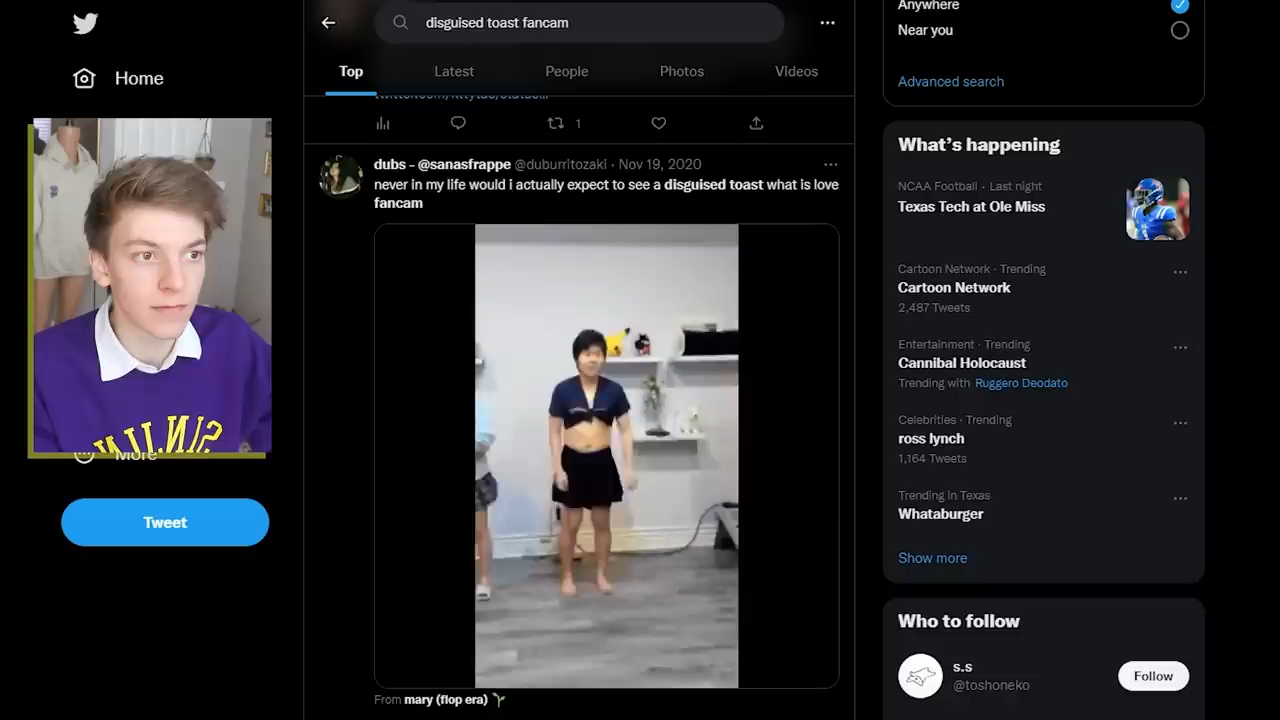 Home
More
Tweet
disguised toast fancam
Top
Latest
People
Photos
Videos
1
dubs - @sanasfrappe @duburritozaki · Nov 19, 2020
never in my life would i actually expect to see a disguised toast what is love
fancam
From mary (flop era)
Anywhere
Near you
Advanced search
What's happening
NCAA Football · Last night
Texas Tech at Ole Miss
Cartoon Network · Trending
Cartoon Network
2,487 Tweets
Entertainment · Trending
Cannibal Holocaust
Trending with Ruggero Deodato
Celebrities · Trending
ross lynch
1,164 Tweets
Trending in Texas
Whataburger
Show more
Who to follow
s.s
@toshoneko
Follow